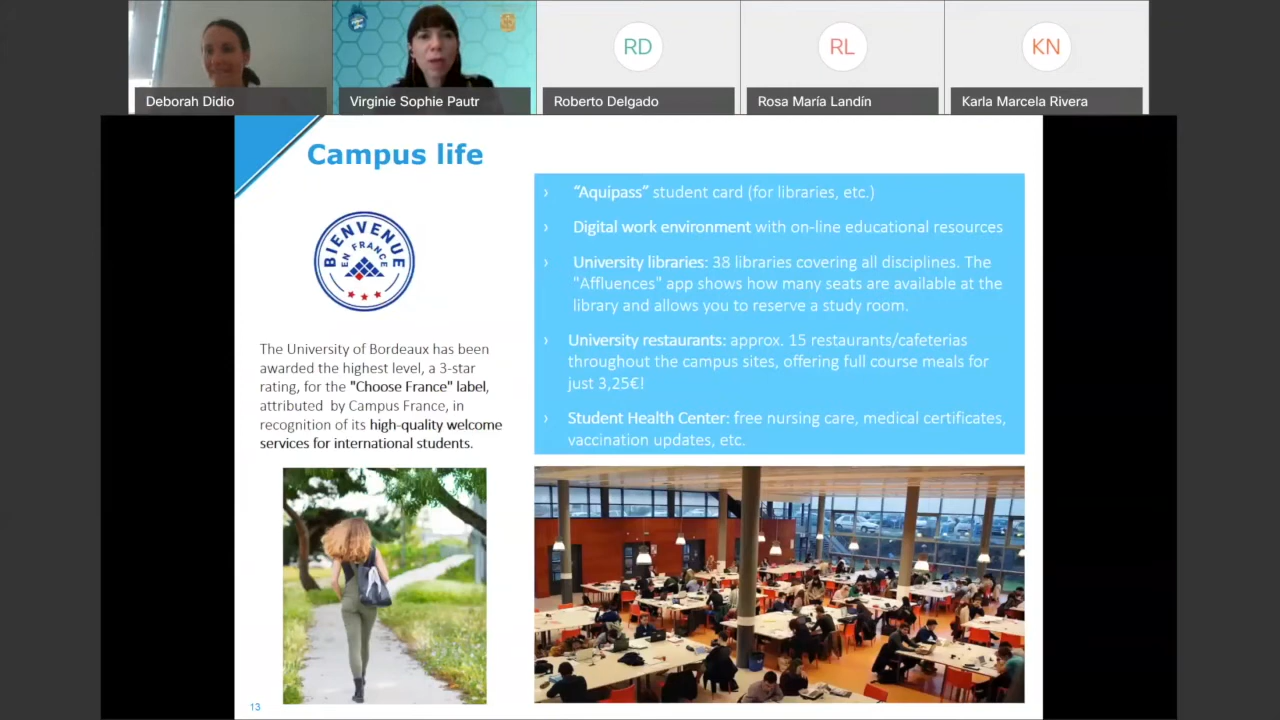 RD
RL
KN
Deborah Didio
Virginie Sophie Pautr
Roberto Delgado
Rosa María Landín
Karla Marcela Rivera
Campus life
BIENVENUE
EN FRANCE
The University of Bordeaux has been
awarded the highest level, a 3-star
rating, for the "Choose France" label,
attributed by Campus France, in
recognition of its high-quality welcome
services for international students.
› “Aquipass” student card (for libraries, etc.)
› Digital work environment with on-line educational resources
› University libraries: 38 libraries covering all disciplines. The
"Affluences" app shows how many seats are available at the
library and allows you to reserve a study room.
› University restaurants: approx. 15 restaurants/cafeterias
throughout the campus sites, offering full course meals for
just 3,25€!
› Student Health Center: free nursing care, medical certificates,
vaccination updates, etc.
13